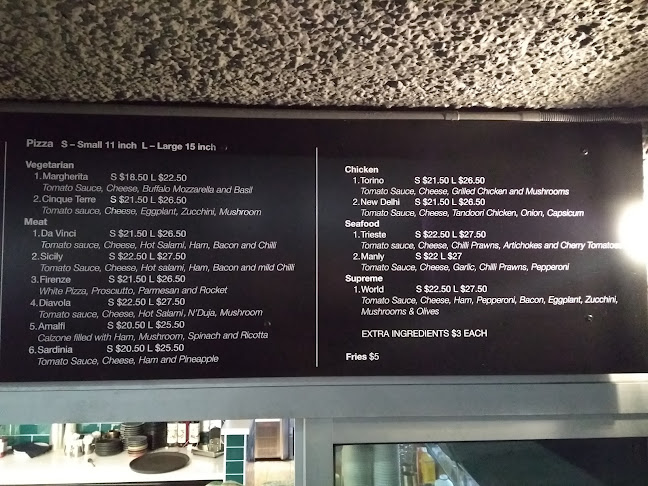 Pizza S – Small 11 inch L – Large 15 inch
Vegetarian
1.Margherita S $18.50 L $22.50
Tomato Sauce, Cheese, Buffalo Mozzarella and Basil
2.Cinque Terre S $21.50 L $26.50
Tomato sauce, Cheese, Eggplant, Zucchini, Mushroom
Meat
1.Da Vinci S $21.50 L $26.50
Tomato sauce, Cheese, Hot Salami, Ham, Bacon and Chilli
2.Sicily S $22.50 L $27.50
Tomato sauce, Cheese, Hot salami, Ham, Bacon and mild Chilli
3.Firenze S $21.50 L $26.50
White Pizza, Prosciutto, Parmesan and Rocket
4.Diavola S $22.50 L $27.50
Tomato sauce, Cheese, Hot Salami, N'Duja, Mushroom
5.Amalfi S $20.50 L $25.50
Calzone filled with Ham, Mushroom, Spinach and Ricotta
6.Sardinia S $20.50 L $25.50
Tomato Sauce, Cheese, Ham and Pineapple
Chicken
1.Torino S $21.50 L $26.50
Tomato Sauce, Cheese, Grilled Chicken and Mushrooms
2.New Delhi S $21.50 L $26.50
Tomato Sauce, Cheese, Tandoori Chicken, Onion, Capsicum
Seafood
1.Trieste S $22.50 L $27.50
Tomato sauce, Cheese, Chilli Prawns, Artichokes and Cherry Tomatoes
2.Manly S $22 L $27
Tomato Sauce, Cheese, Garlic, Chilli Prawns, Pepperoni
Supreme
1.World S $22.50 L $27.50
Tomato Sauce, Cheese, Ham, Pepperoni, Bacon, Eggplant, Zucchini,
Mushrooms & Olives
EXTRA INGREDIENTS $3 EACH
Fries $5